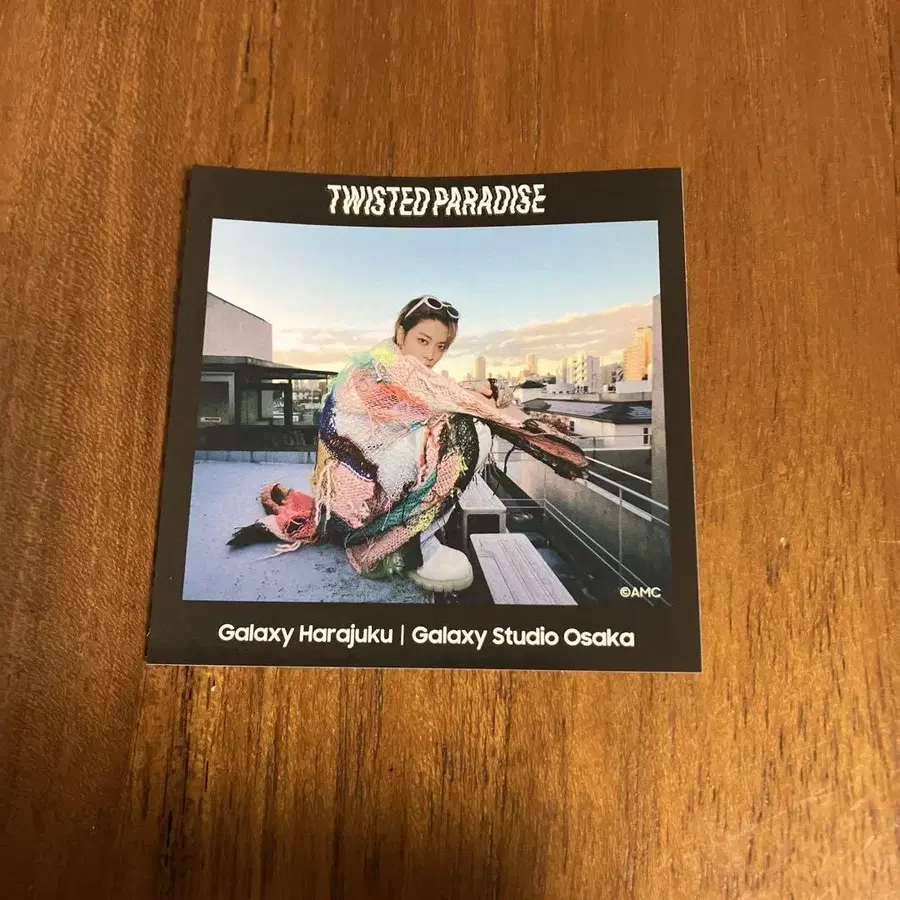 TWISTED PARADISE
©AMC
Galaxy Harajuku | Galaxy Studio Osaka